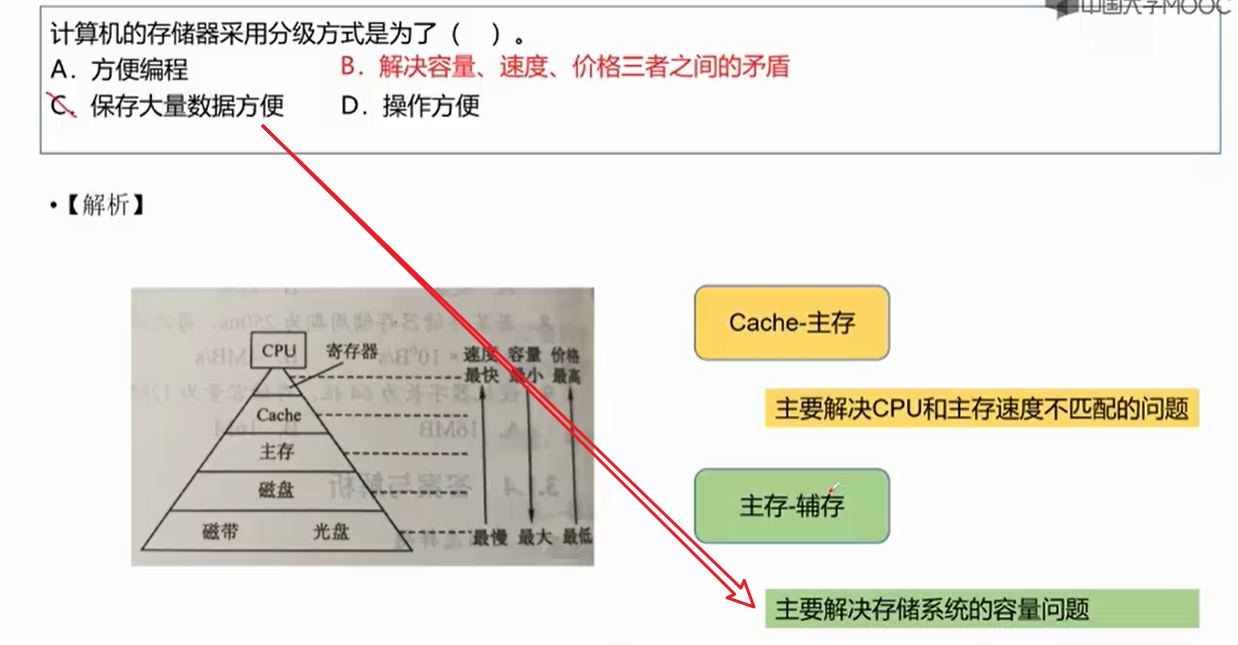 中国大学MOOC
计算机的存储器采用分级方式是为了（ ）。
A．方便编程 B．解决容量、速度、价格三者之间的矛盾
C．保存大量数据方便 D．操作方便
•【解析】
CPU 寄存器 速度 容量 价格
最快 最小 最高
Cache
主存
磁盘
磁带 光盘 最慢 最大 最低
Cache-主存
主要解决CPU和主存速度不匹配的问题
主存-辅存
主要解决存储系统的容量问题